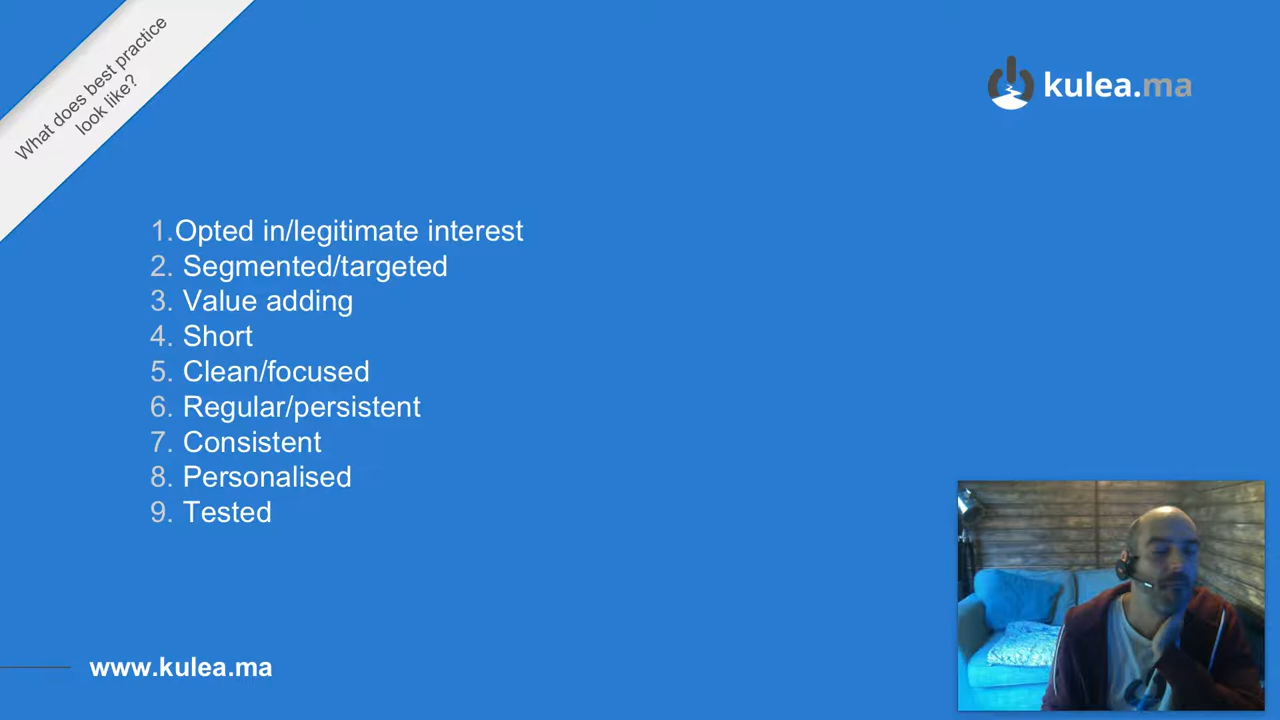 What does best practice
look like?
kulea.ma
1.Opted in/legitimate interest
2. Segmented/targeted
3. Value adding
4. Short
5. Clean/focused
6. Regular/persistent
7. Consistent
8. Personalised
9. Tested
www.kulea.ma